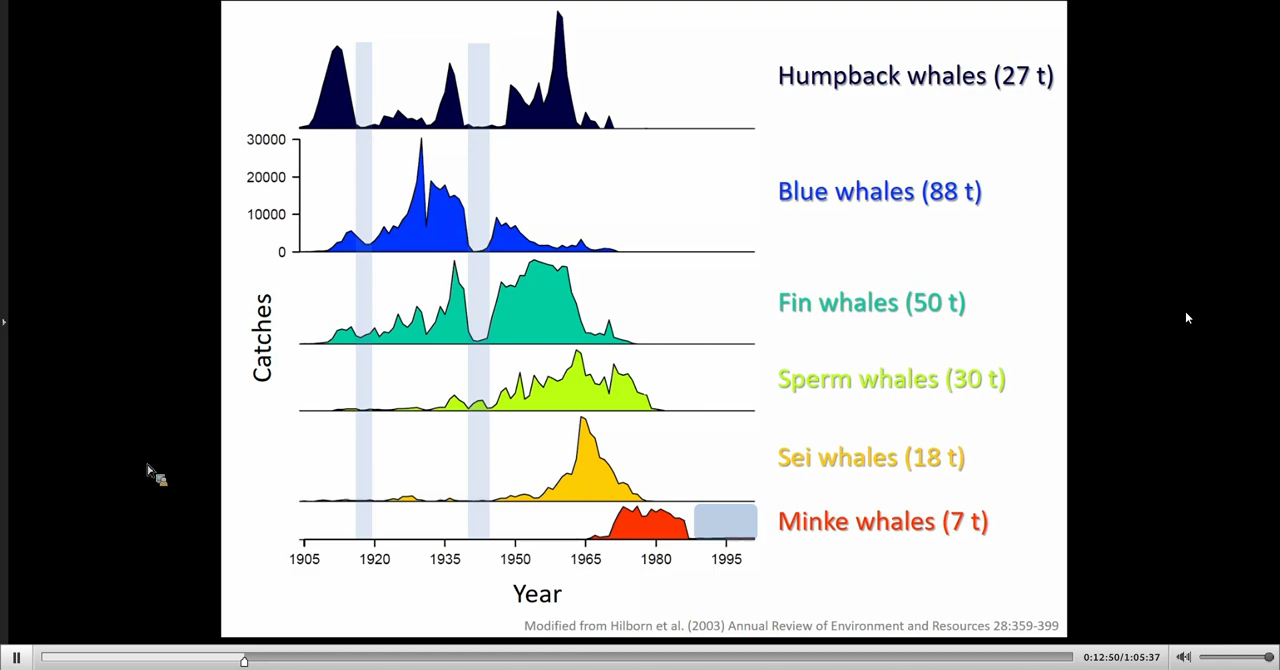 Humpback whales (27 t)
30000
20000
10000
0
Blue whales (88 t)
Fin whales (50 t)
Catches
Sperm whales (30 t)
Sei whales (18 t)
Minke whales (7 t)
1905 1920 1935 1950 1965 1980 1995
Year
Modified from Hilborn et al. (2003) Annual Review of Environment and Resources 28:359-399
0:12:50/1:05:37